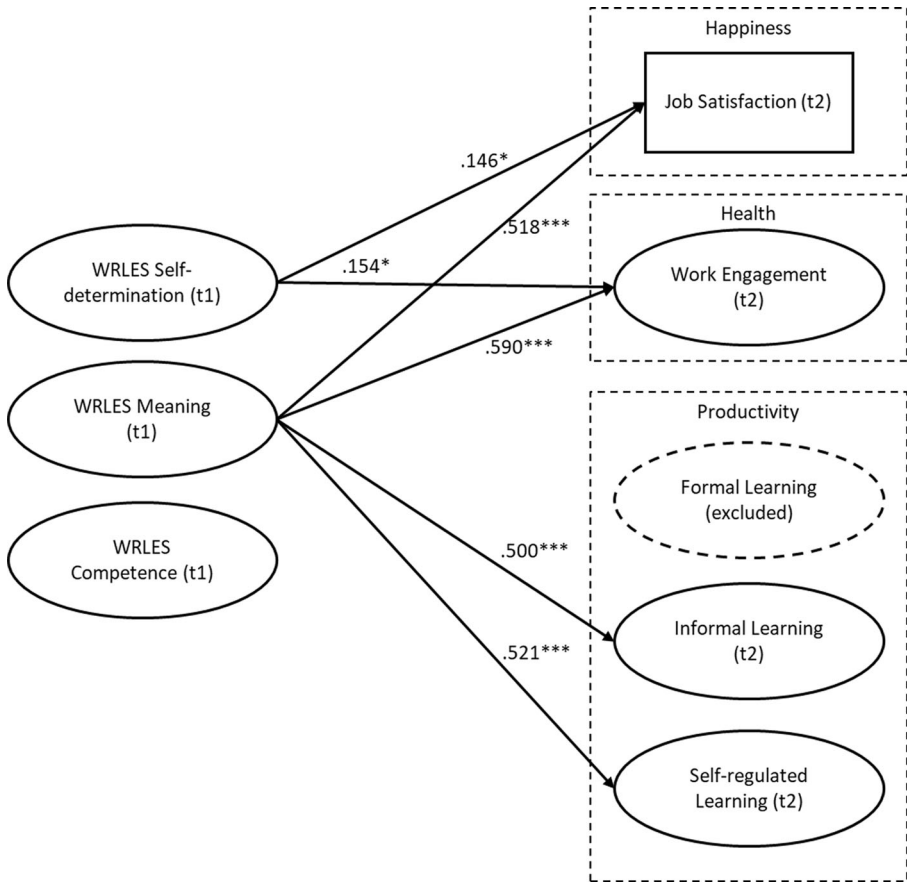 Happiness
Job Satisfaction (t2)
.146*
.518***
Health
WRLES Self-
determination (t1)
.154*
Work Engagement
(t2)
.590***
WRLES Meaning
(t1)
Productivity
Formal Learning
(excluded)
WRLES
Competence (t1)
.500***
Informal Learning
(t2)
.521***
Self-regulated
Learning (t2)